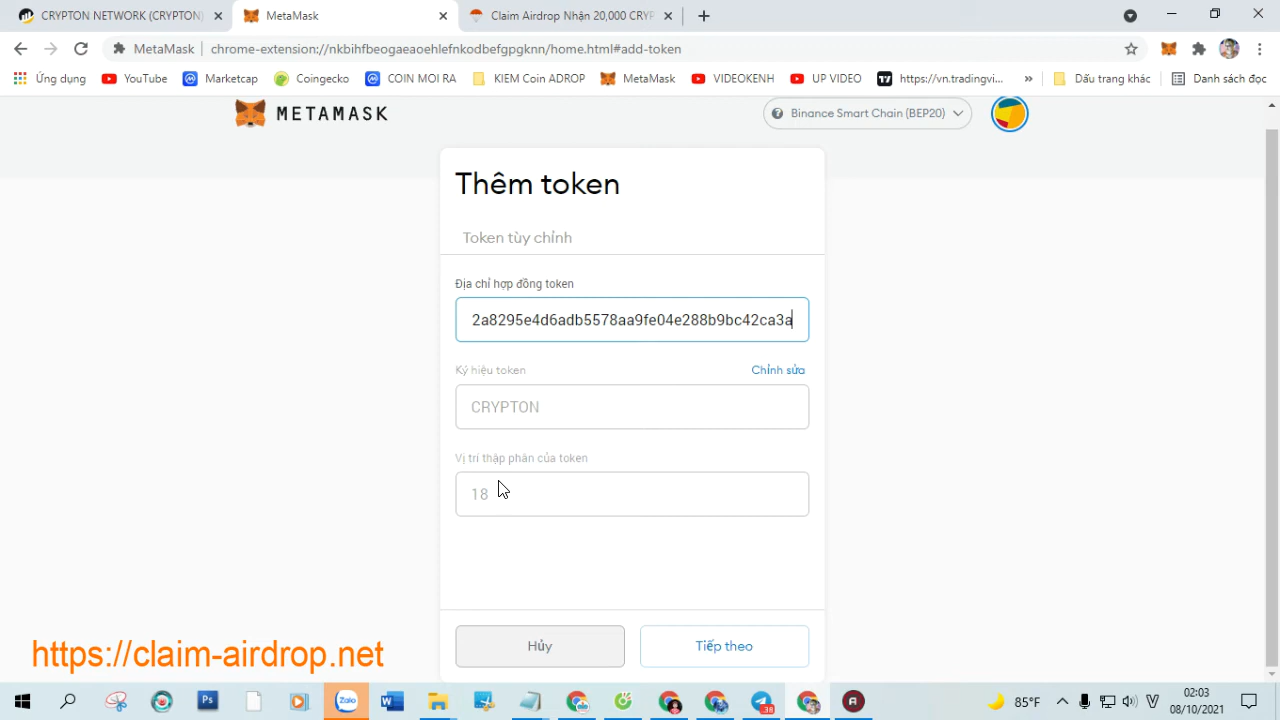 CRYPTON NETWORK (CRYPTON)
MetaMask
Claim Airdrop Nhận 20,000 CRYP
MetaMask
chrome-extension://nkbihfbeogaeaoehlefnkodbefgpgknn/home.html#add-token
Ứng dụng
YouTube
Marketcap
Coingecko
COIN MOI RA
KIEM Coin ADROP
MetaMask
VIDEOKENH
UP VIDEO
https://vn.tradingvi...
»
Dấu trang khác
Danh sách đọc
METAMASK
Binance Smart Chain (BEP20)
Thêm token
Token tùy chỉnh
Địa chỉ hợp đồng token
2a8295e4d6adb5578aa9fe04e288b9bc42ca3a
Ký hiệu token
Chỉnh sửa
CRYPTON
Vị trí thập phân của token
18
Hủy
Tiếp theo
https://claim-airdrop.net
Ps
Zalo
38
85°F
02:03
08/10/2021